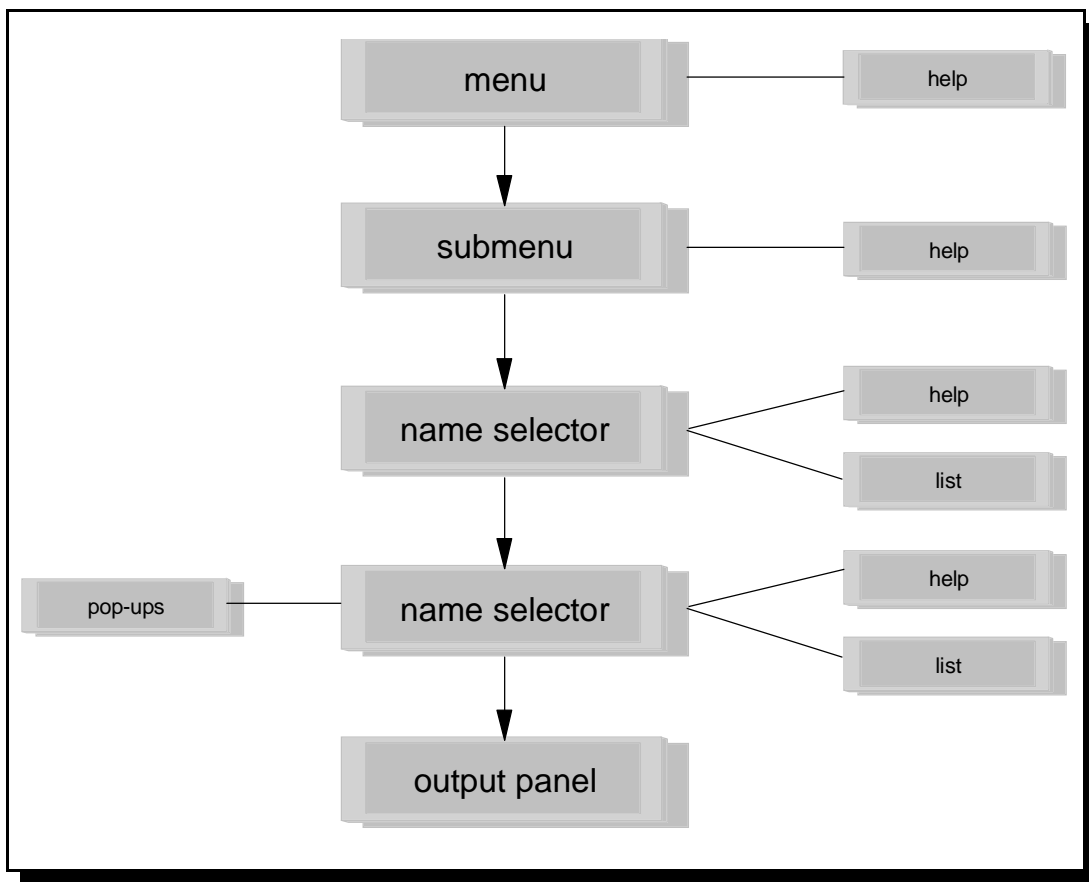 menu
help
submenu
help
name selector
help
list
pop-ups
name selector
help
list
output panel